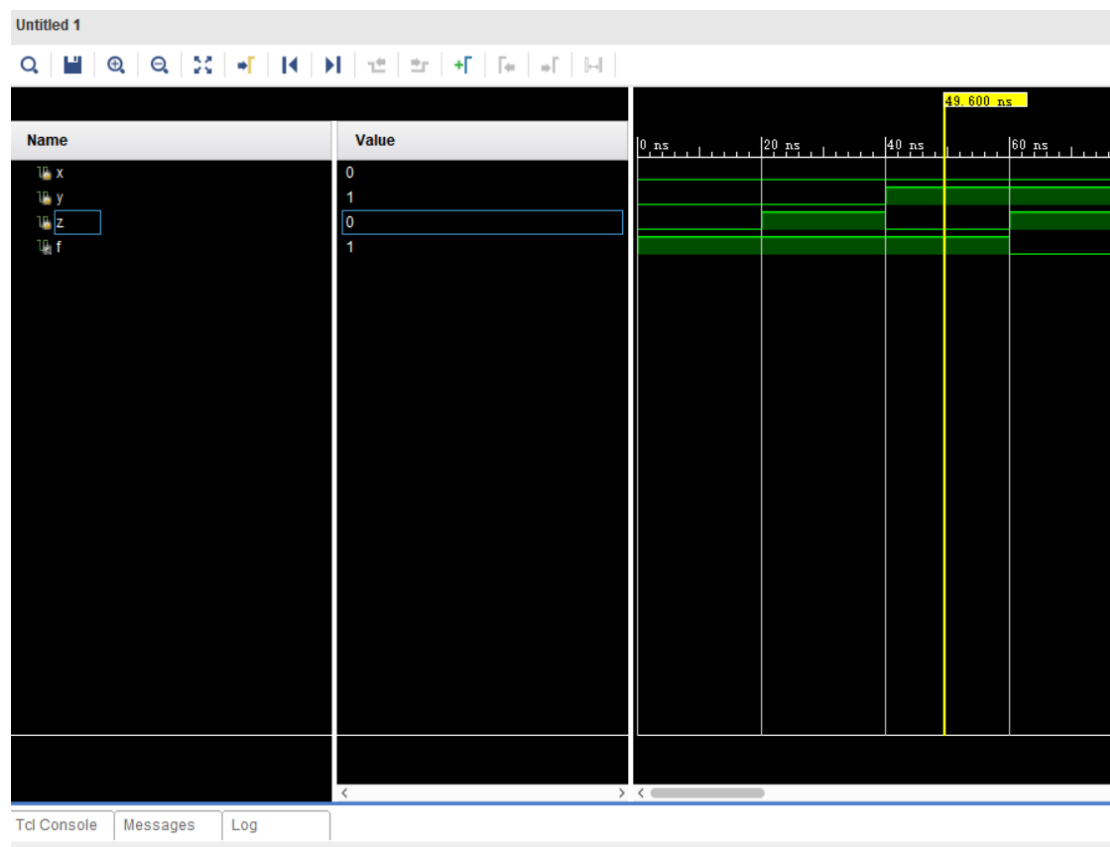 Untitled 1
49.600 ns
Name Value
0 ns 20 ns 40 ns 60 ns
x 0
y 1
z 0
f 1
Tcl Console Messages Log